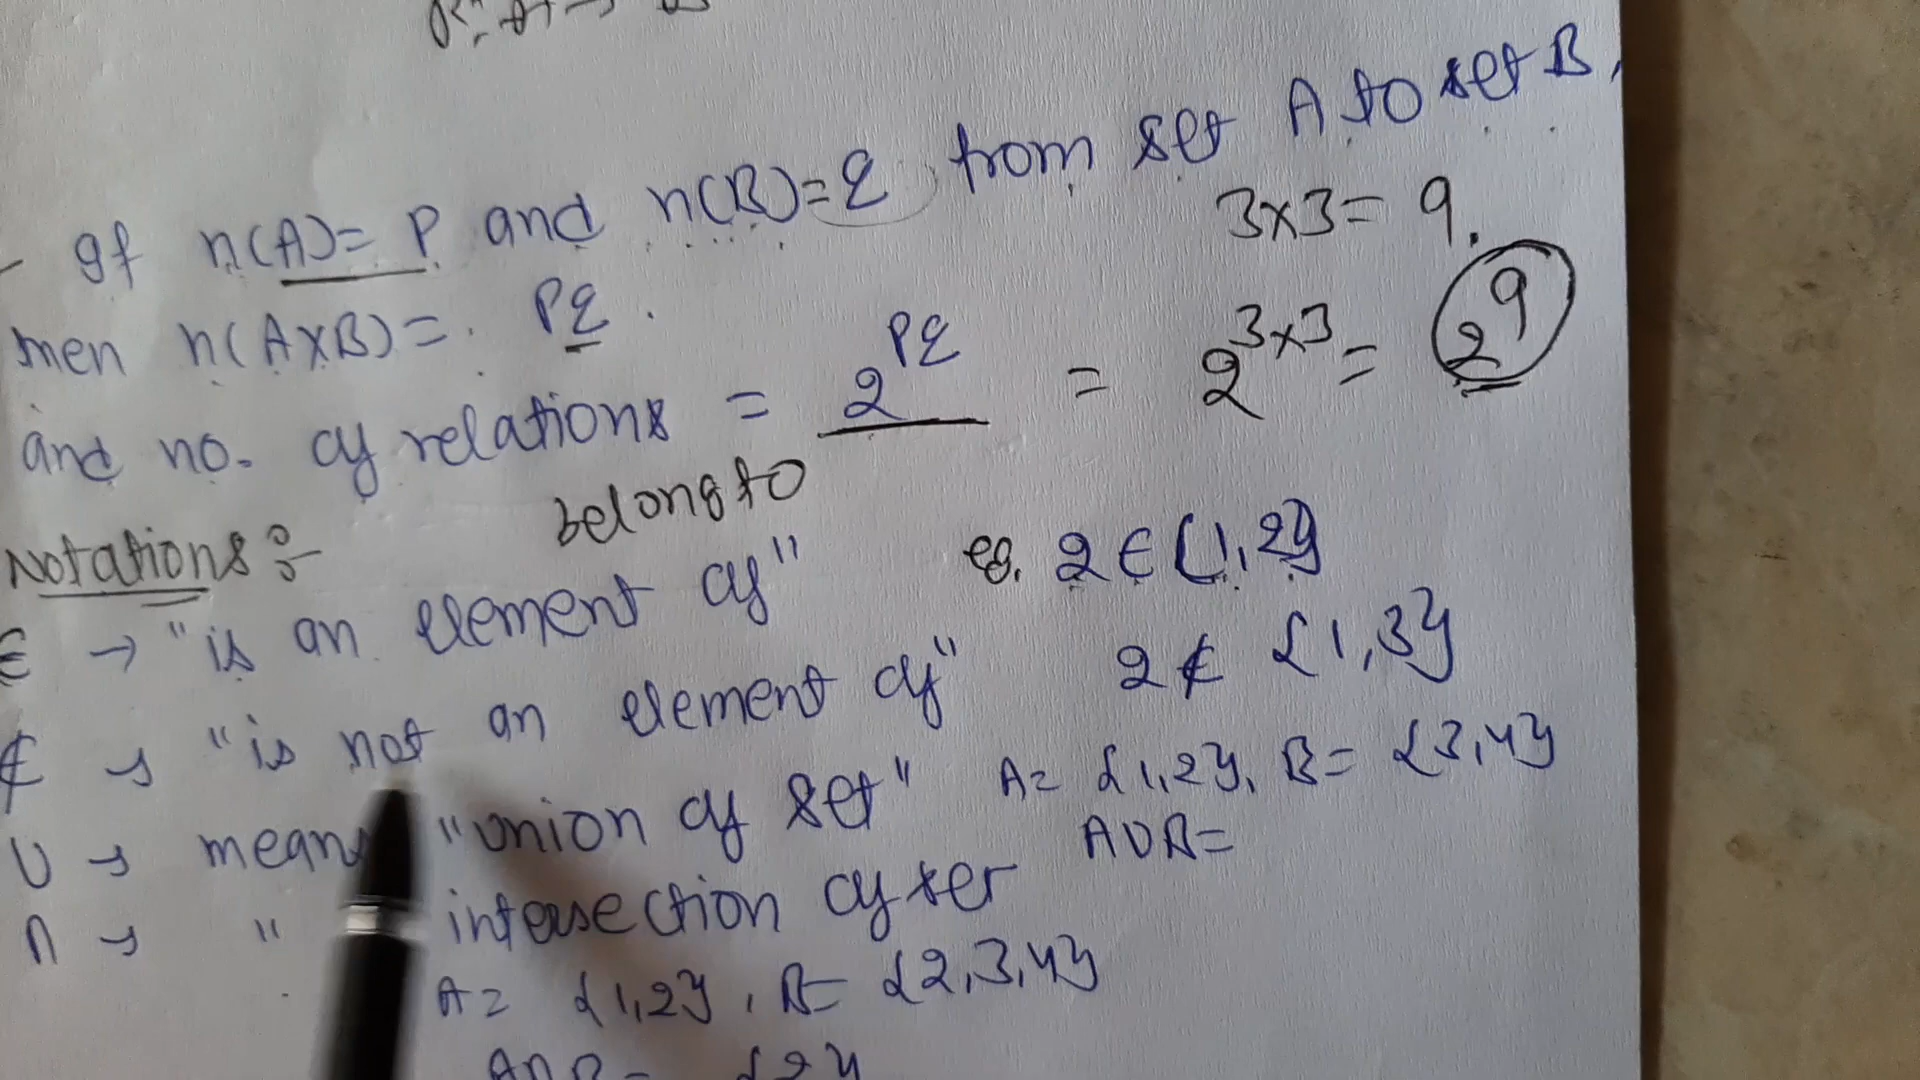 - If n(A)= P and n(B)=q from set A to set B,
3x3= 9.
then n(AXB)= Pq.
and no. of relations = 2^Pq = 2^3x3 = 2^9
belongs to
Notations :-
∈ → "is an element of" eg. 2 ∈ {1,2}
∉ → "is not an element of" 2 ∉ {1,3}
∪ → means "union of set" A= {1,2}, B= {3,4}
A∪B=
∩ → " intersection of set
A= {1,2}, B= {2,3,4}
A∩B= {2}